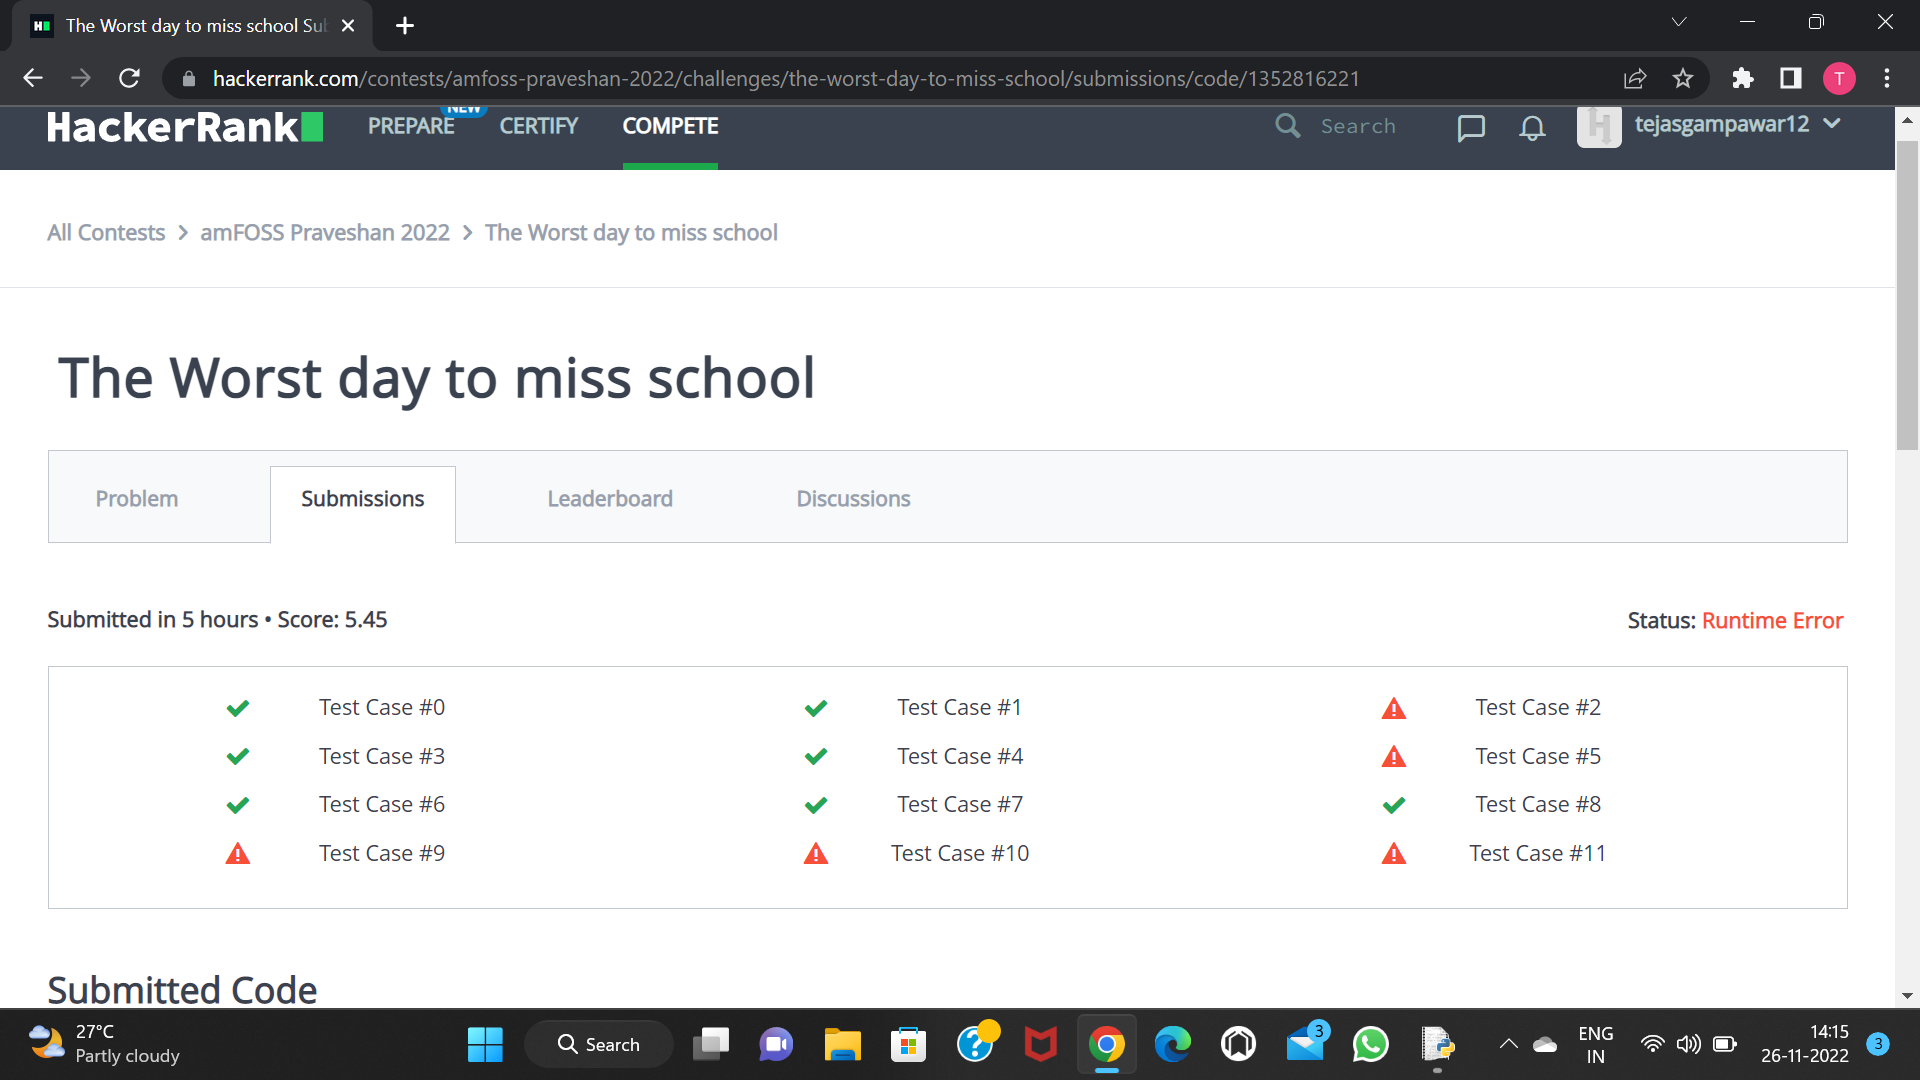 The Worst day to miss school Sul
hackerrank.com/contests/amfoss-praveshan-2022/challenges/the-worst-day-to-miss-school/submissions/code/1352816221
T
HackerRank
PREPARE
NEW
CERTIFY
COMPETE
Search
tejasgampawar12
All Contests > amFOSS Praveshan 2022 > The Worst day to miss school
The Worst day to miss school
Problem
Submissions
Leaderboard
Discussions
Submitted in 5 hours • Score: 5.45
Status: Runtime Error
Test Case #0
Test Case #1
Test Case #2
Test Case #3
Test Case #4
Test Case #5
Test Case #6
Test Case #7
Test Case #8
Test Case #9
Test Case #10
Test Case #11
Submitted Code
27°C
Partly cloudy
Search
3
ENG
IN
14:15
26-11-2022
3